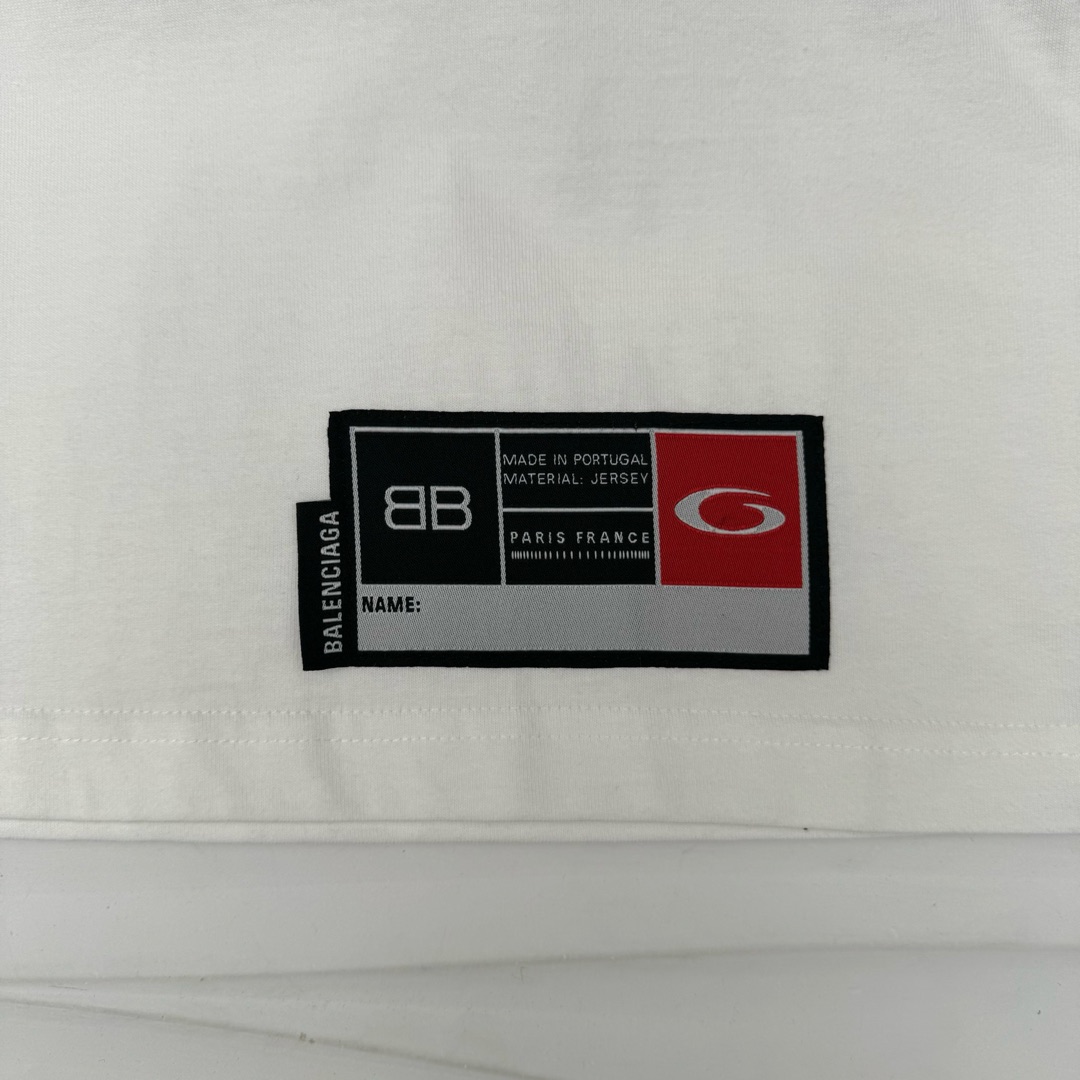 BALENCIAGA
BB
MADE IN PORTUGAL
MATERIAL: JERSEY
PARIS FRANCE
G
NAME: